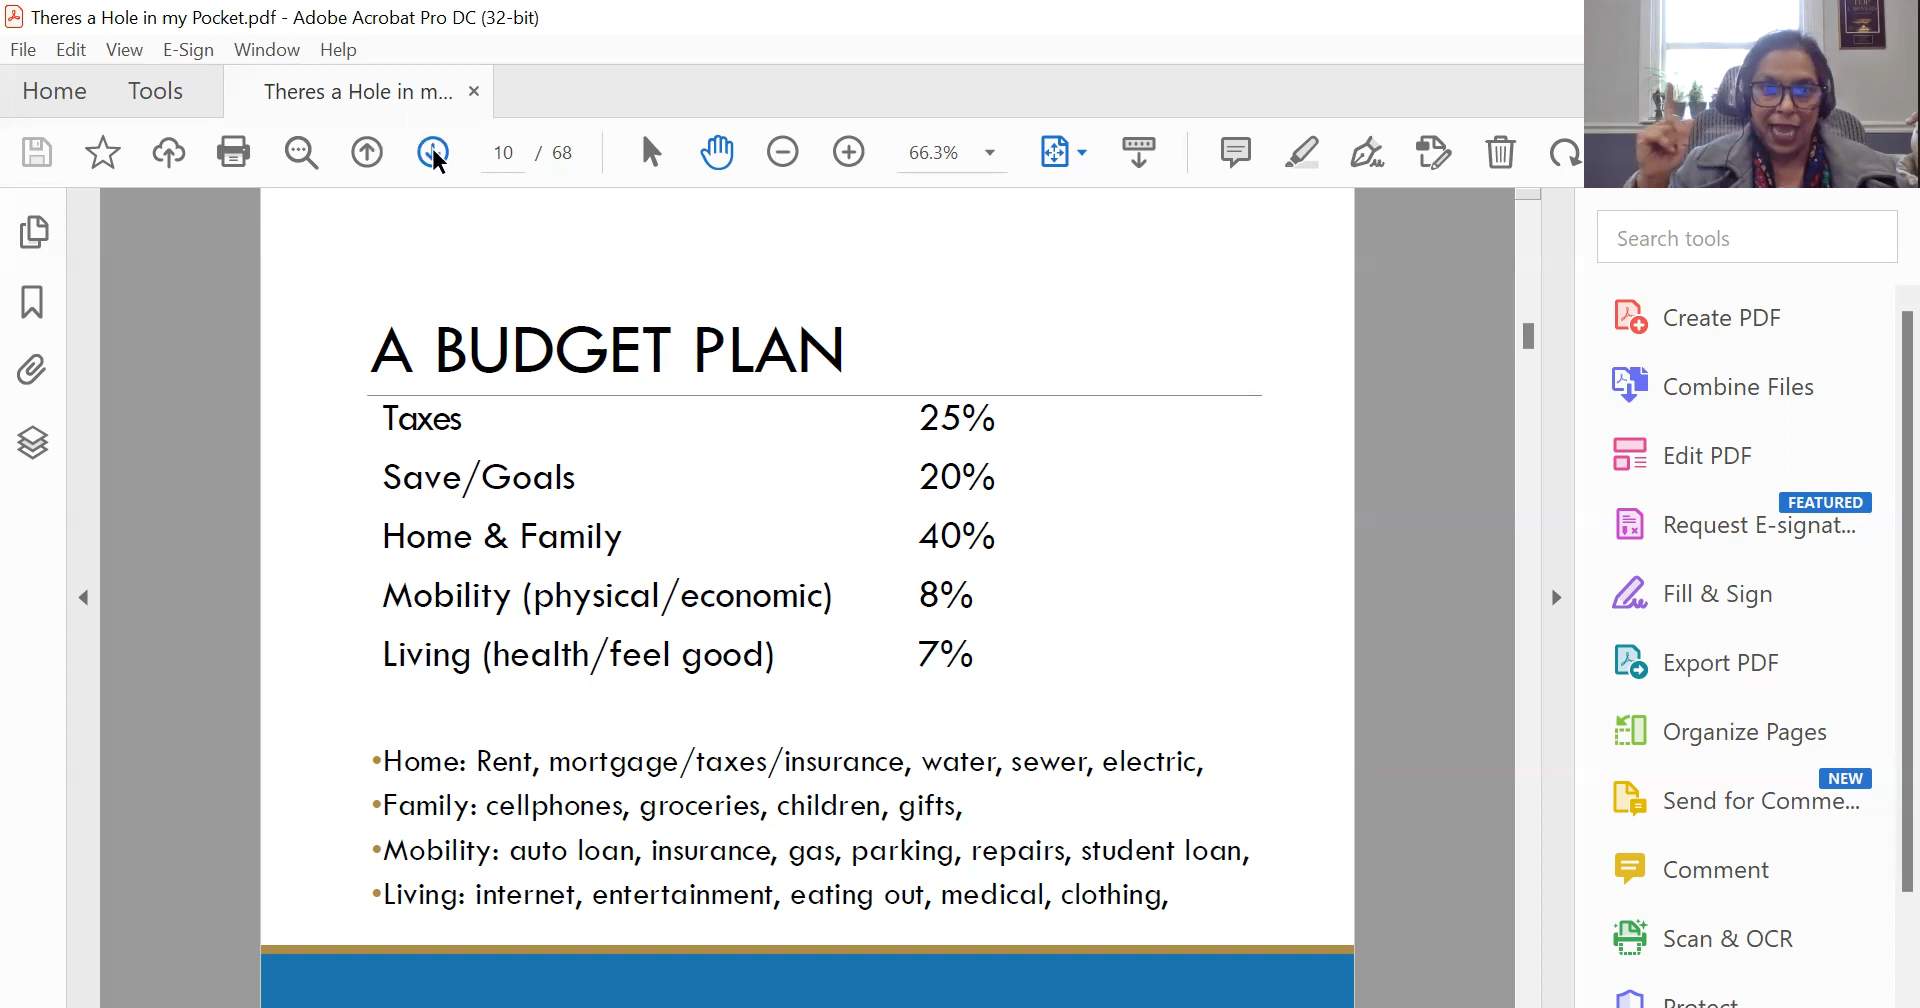 Theres a Hole in my Pocket.pdf - Adobe Acrobat Pro DC (32-bit)
File Edit View E-Sign Window Help
Home Tools Theres a Hole in m... ×
10 / 68 66.3%
A BUDGET PLAN
Taxes 25%
Save/Goals 20%
Home & Family 40%
Mobility (physical/economic) 8%
Living (health/feel good) 7%
•Home: Rent, mortgage/taxes/insurance, water, sewer, electric,
•Family: cellphones, groceries, children, gifts,
•Mobility: auto loan, insurance, gas, parking, repairs, student loan,
•Living: internet, entertainment, eating out, medical, clothing,
Search tools
Create PDF
Combine Files
Edit PDF
FEATURED
Request E-signat...
Fill & Sign
Export PDF
Organize Pages
NEW
Send for Comme...
Comment
Scan & OCR
Protect